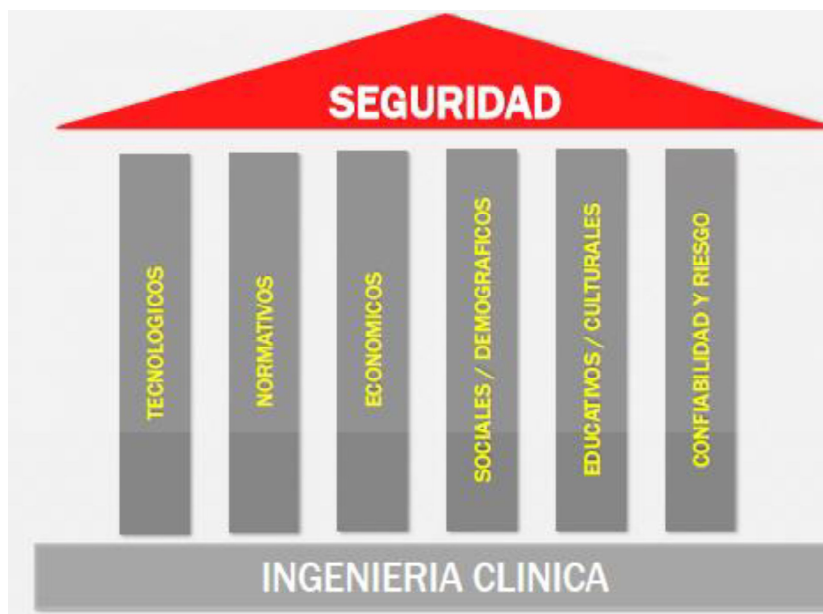 SEGURIDAD
TECNOLOGICOS
NORMATIVOS
ECONOMICOS
SOCIALES / DEMOGRAFICOS
EDUCATIVOS / CULTURALES
CONFIABILIDAD Y RIESGO
INGENIERIA CLINICA